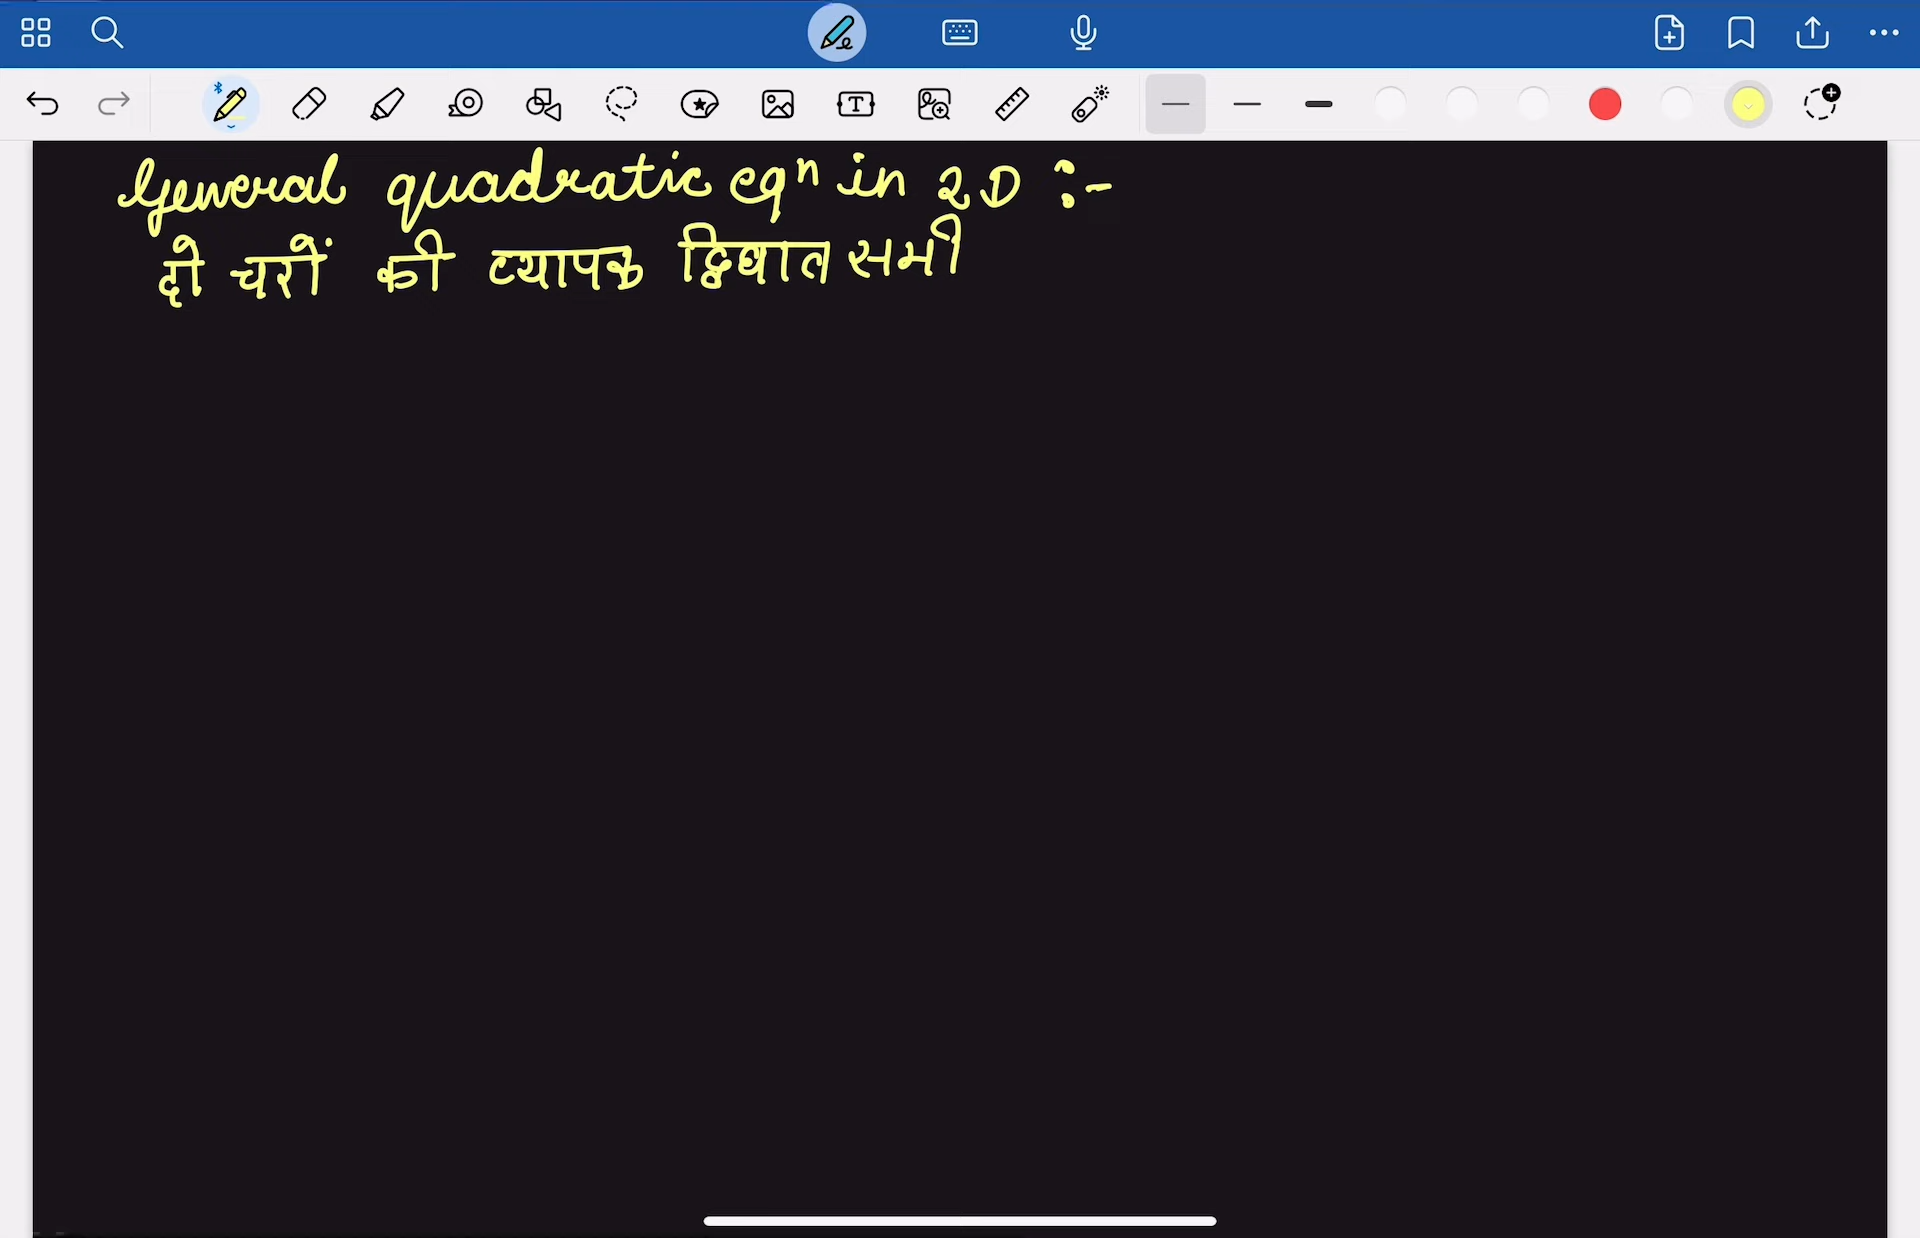 General quadratic eqⁿ in 2D :-
दो चरों की व्यापक द्विघात समी